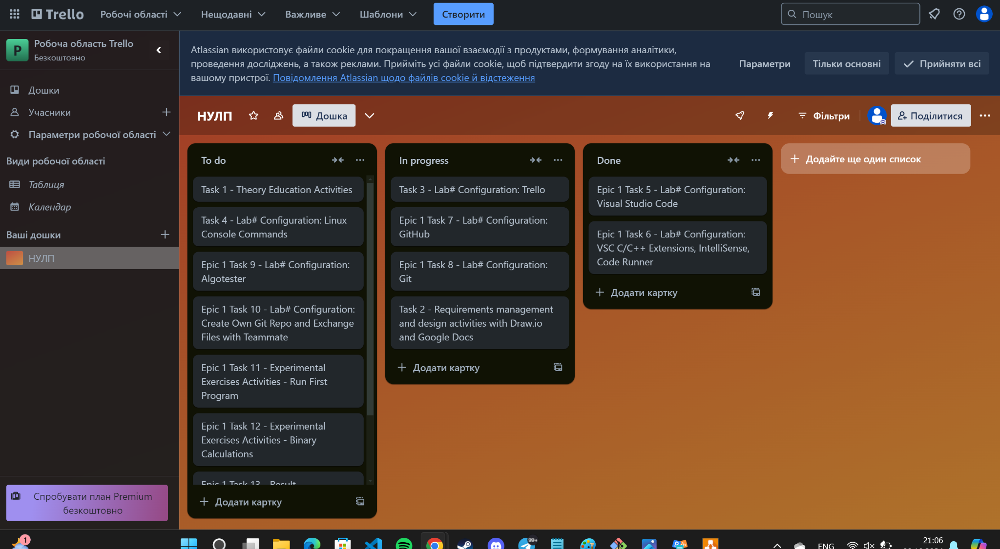 Trello
Робочі області
Нещодавні
Важливе
Шаблони
Створити
Пошук
P
Робоча область Trello
Безкоштовно
Дошки
Учасники
Параметри робочої області
Види робочої області
Таблиця
Календар
Ваші дошки
НУЛП
Спробувати план Premium
безкоштовно
Atlassian використовує файли cookie для покращення вашої взаємодії з продуктами, формування аналітики,
проведення досліджень, а також реклами. Прийміть усі файли cookie, щоб підтвердити згоду на їх використання на
вашому пристрої. Повідомлення Atlassian щодо файлів cookie й відстеження
Параметри
Тільки основні
Прийняти всі
НУЛП
Дошка
Фільтри
Поділитися
To do
Task 1 - Theory Education Activities
Task 4 - Lab# Configuration: Linux
Console Commands
Epic 1 Task 9 - Lab# Configuration:
Algotester
Epic 1 Task 10 - Lab# Configuration:
Create Own Git Repo and Exchange
Files with Teammate
Epic 1 Task 11 - Experimental
Exercises Activities - Run First
Program
Epic 1 Task 12 - Experimental
Exercises Activities - Binary
Calculations
Epic 1 Task 13 - Result
Додати картку
In progress
Task 3 - Lab# Configuration: Trello
Epic 1 Task 7 - Lab# Configuration:
GitHub
Epic 1 Task 8 - Lab# Configuration:
Git
Task 2 - Requirements management
and design activities with Draw.io
and Google Docs
Додати картку
Done
Epic 1 Task 5 - Lab# Configuration:
Visual Studio Code
Epic 1 Task 6 - Lab# Configuration:
VSC C/C++ Extensions, IntelliSense,
Code Runner
Додати картку
Додайте ще один список
1
99+
ENG
21:06